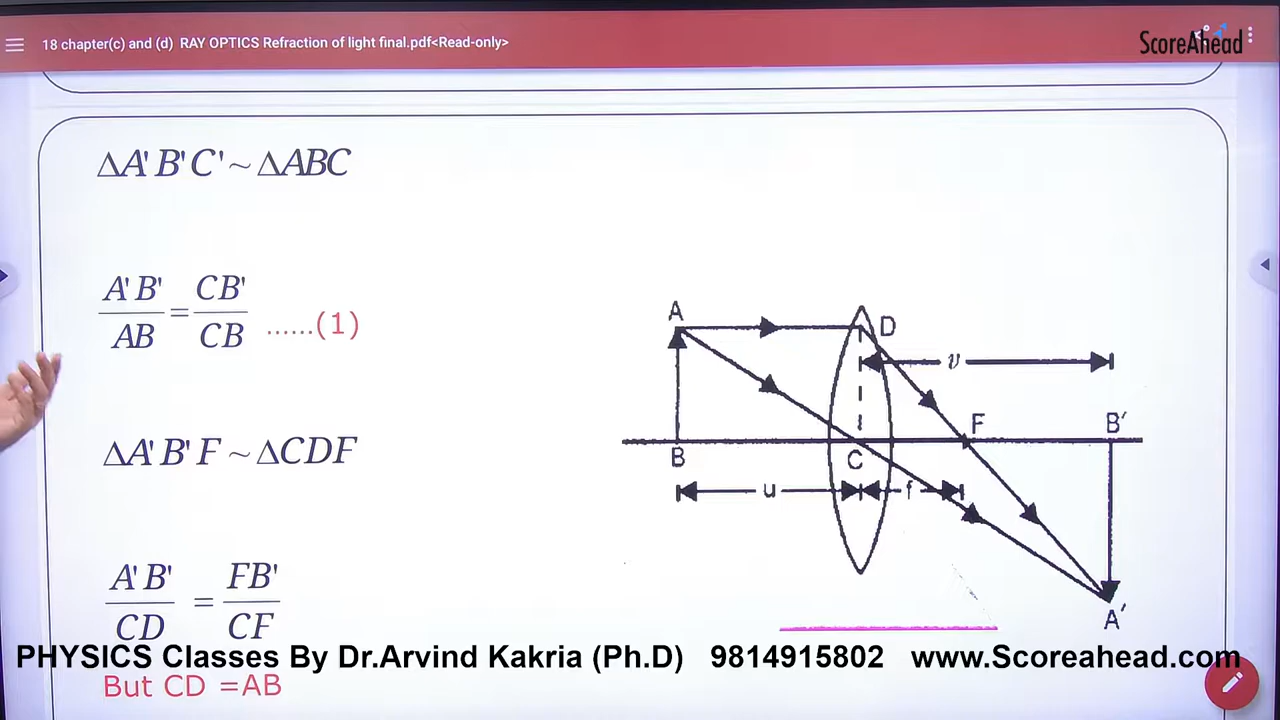 18 chapter(c) and (d) RAY OPTICS Refraction of light final.pdf<Read-only>
ScoreAhead
ΔA'B'C' ~ ΔABC
A'B'/AB = CB'/CB ......(1)
ΔA'B'F ~ ΔCDF
A'B'/CD = FB'/CF
But CD =AB
A
D
v
F
B'
B
C
u
f
A'
PHYSICS Classes By Dr.Arvind Kakria (Ph.D) 9814915802 www.Scoreahead.com